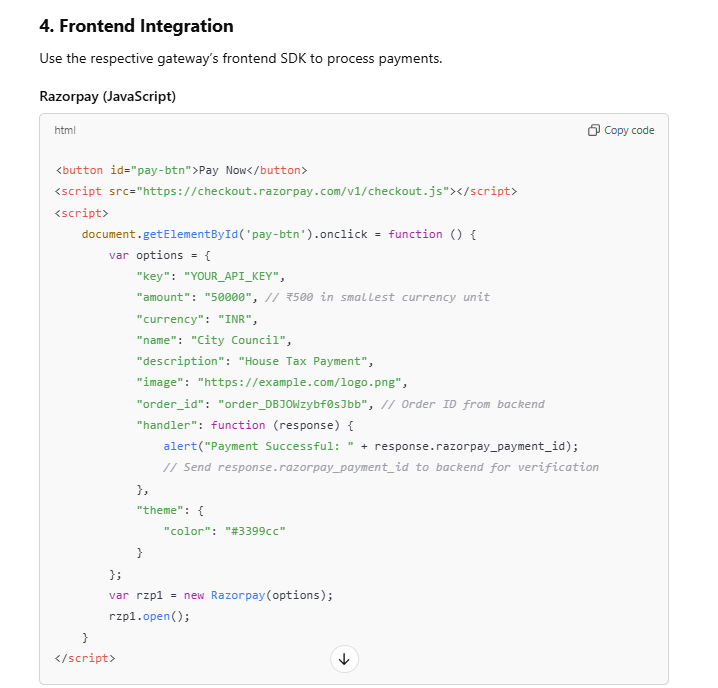 4. Frontend Integration
Use the respective gateway’s frontend SDK to process payments.
Razorpay (JavaScript)
html
Copy code
<button id="pay-btn">Pay Now</button>
<script src="https://checkout.razorpay.com/v1/checkout.js"></script>
<script>
    document.getElementById('pay-btn').onclick = function () {
        var options = {
            "key": "YOUR_API_KEY",
            "amount": "50000", // ₹500 in smallest currency unit
            "currency": "INR",
            "name": "City Council",
            "description": "House Tax Payment",
            "image": "https://example.com/logo.png",
            "order_id": "order_DBJOWzybf0sJbb", // Order ID from backend
            "handler": function (response) {
                alert("Payment Successful: " + response.razorpay_payment_id);
                // Send response.razorpay_payment_id to backend for verification
            },
            "theme": {
                "color": "#3399cc"
            }
        };
        var rzp1 = new Razorpay(options);
        rzp1.open();
    }
</script>